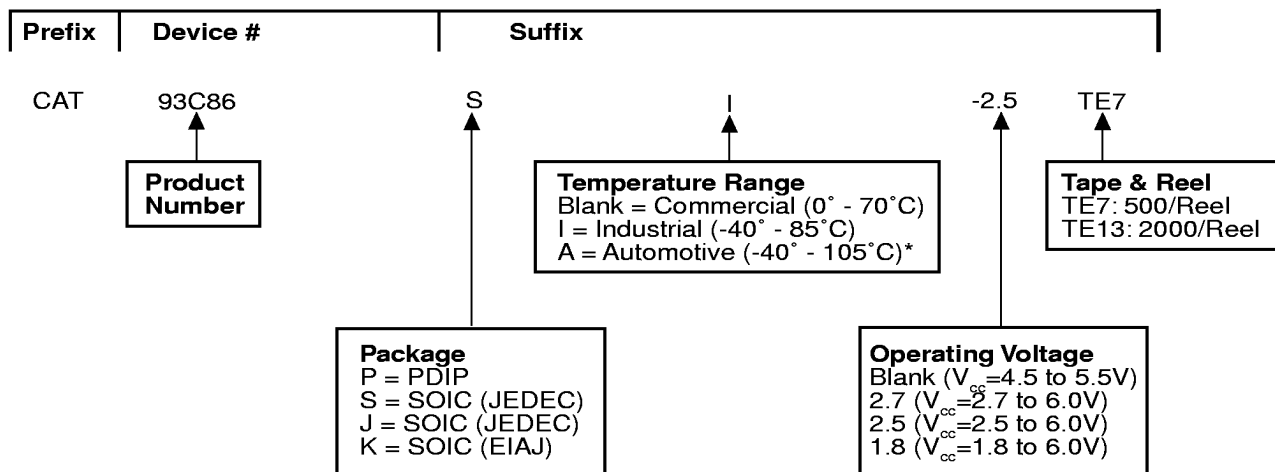 Prefix Device # Suffix
CAT 93C86 S I -2.5 TE7
Product
Number
Temperature Range
Blank = Commercial (0˚ - 70˚C)
I = Industrial (-40˚ - 85˚C)
A = Automotive (-40˚ - 105˚C)*
Tape & Reel
TE7: 500/Reel
TE13: 2000/Reel
Package
P = PDIP
S = SOIC (JEDEC)
J = SOIC (JEDEC)
K = SOIC (EIAJ)
Operating Voltage
Blank (Vcc=4.5 to 5.5V)
2.7 (Vcc=2.7 to 6.0V)
2.5 (Vcc=2.5 to 6.0V)
1.8 (Vcc=1.8 to 6.0V)